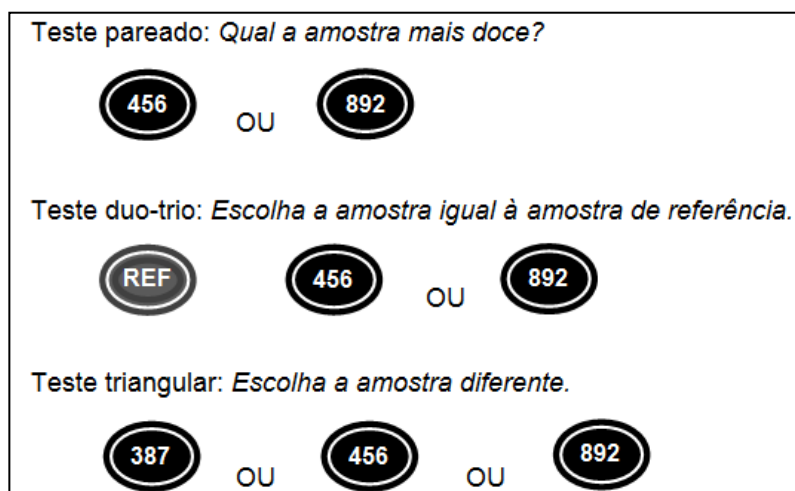 Teste pareado: Qual a amostra mais doce?
456 OU 892
Teste duo-trio: Escolha a amostra igual à amostra de referência.
REF 456 OU 892
Teste triangular: Escolha a amostra diferente.
387 OU 456 OU 892